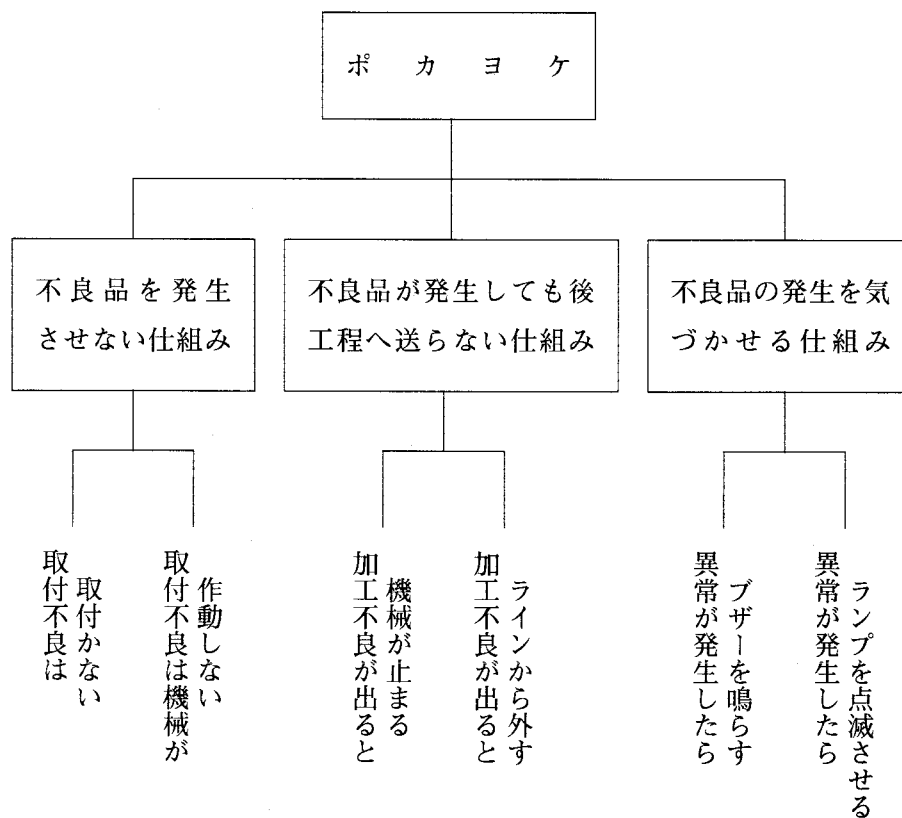 ポカヨケ
不良品を発生
させない仕組み
不良品が発生しても後
工程へ送らない仕組み
不良品の発生を気
づかせる仕組み
取付不良は
取付かない
取付不良は機械が
作動しない
加工不良が出ると
機械が止まる
加工不良が出ると
ラインから外す
異常が発生したら
ブザーを鳴らす
異常が発生したら
ランプを点滅させる